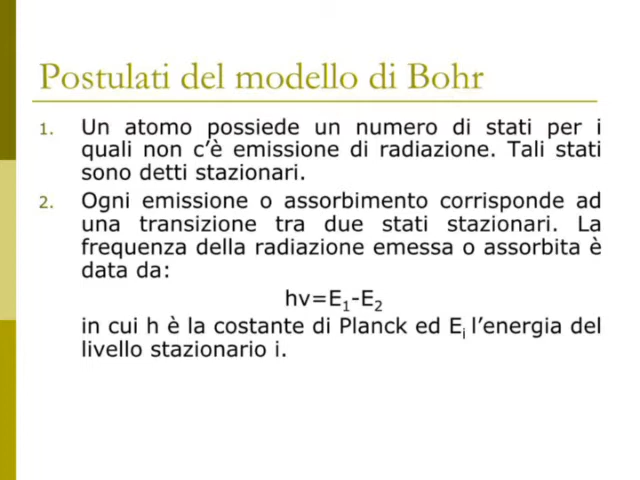 Postulati del modello di Bohr
1. Un atomo possiede un numero di stati per i
quali non c’è emissione di radiazione. Tali stati
sono detti stazionari.
2. Ogni emissione o assorbimento corrisponde ad
una transizione tra due stati stazionari. La
frequenza della radiazione emessa o assorbita è
data da:
hν=E₁-E₂
in cui h è la costante di Planck ed Eᵢ l’energia del
livello stazionario i.